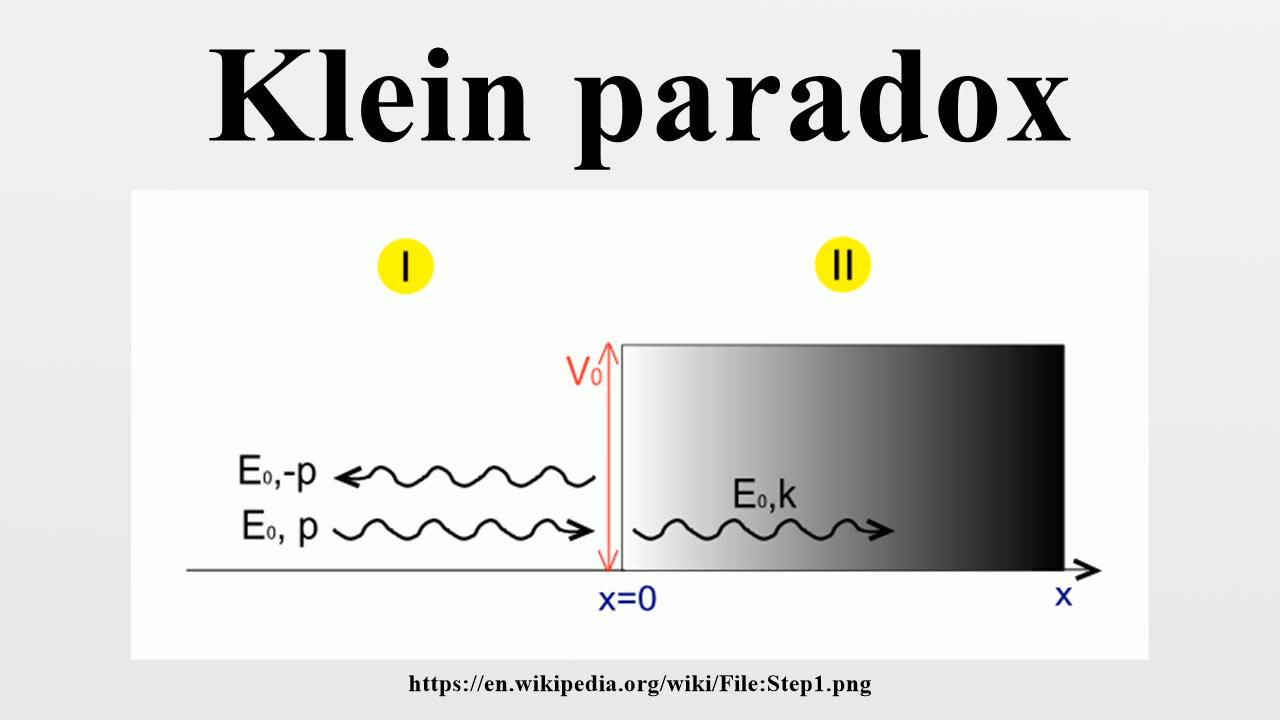 Klein paradox
I
II
V0
E0,-p
E0,k
E0, p
x=0
x
https://en.wikipedia.org/wiki/File:Step1.png